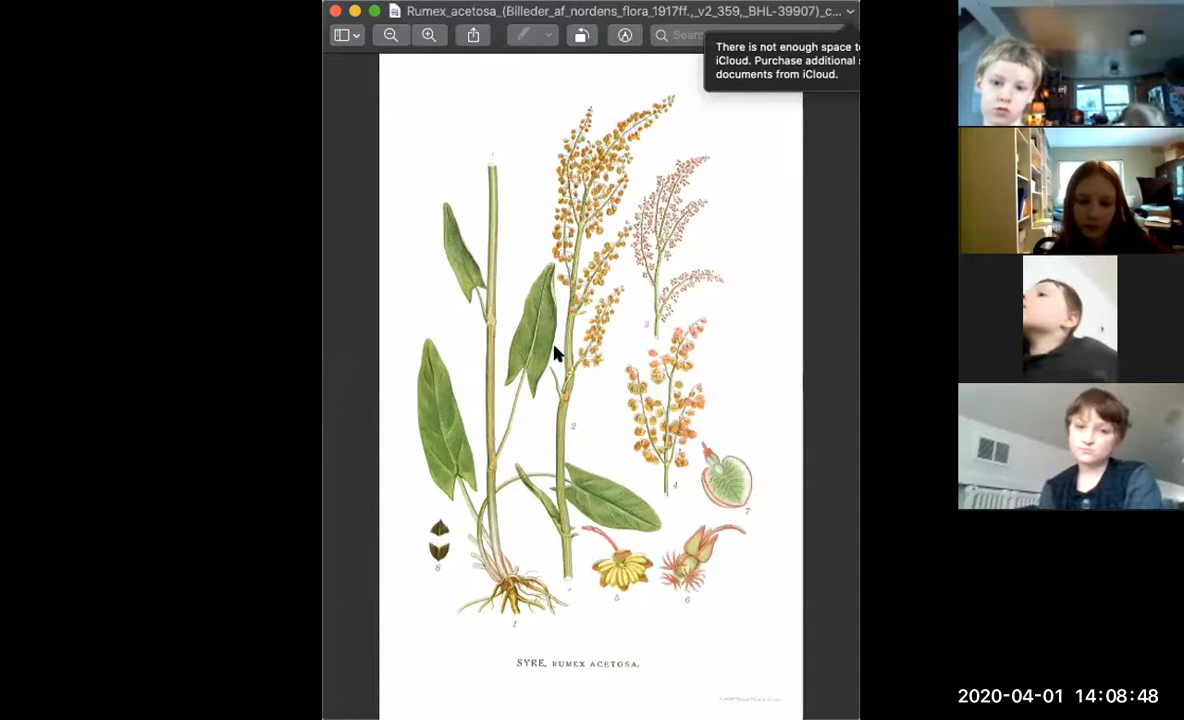 Rumex_acetosa_(Billeder_af_nordens_flora_1917ff.,_v2_359,_BHL-39907)_c...
Sear
There is not enough space t
iCloud. Purchase additional
documents from iCloud.
3
2
4
7
8
5
6
1
SYRE, RUMEX ACETOSA.
2020-04-01 14:08:48